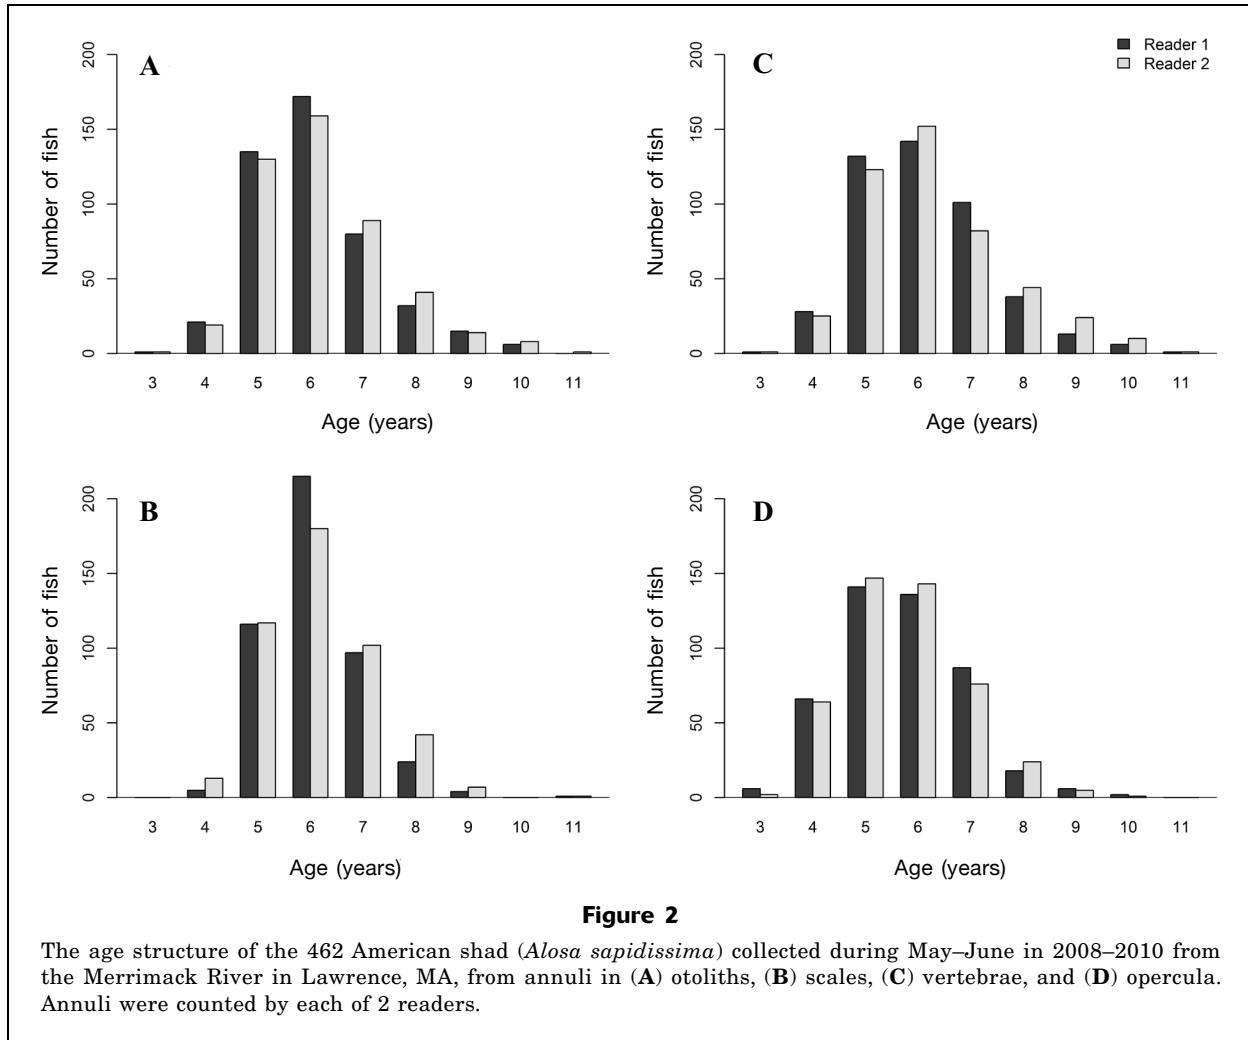 A
Number of fish
0 50 100 150 200
3 4 5 6 7 8 9 10 11
Age (years)
C
Reader 1
Reader 2
Number of fish
0 50 100 150 200
3 4 5 6 7 8 9 10 11
Age (years)
B
Number of fish
0 50 100 150 200
3 4 5 6 7 8 9 10 11
Age (years)
D
Number of fish
0 50 100 150 200
3 4 5 6 7 8 9 10 11
Age (years)
Figure 2
The age structure of the 462 American shad (Alosa sapidissima) collected during May–June in 2008–2010 from
the Merrimack River in Lawrence, MA, from annuli in (A) otoliths, (B) scales, (C) vertebrae, and (D) opercula.
Annuli were counted by each of 2 readers.